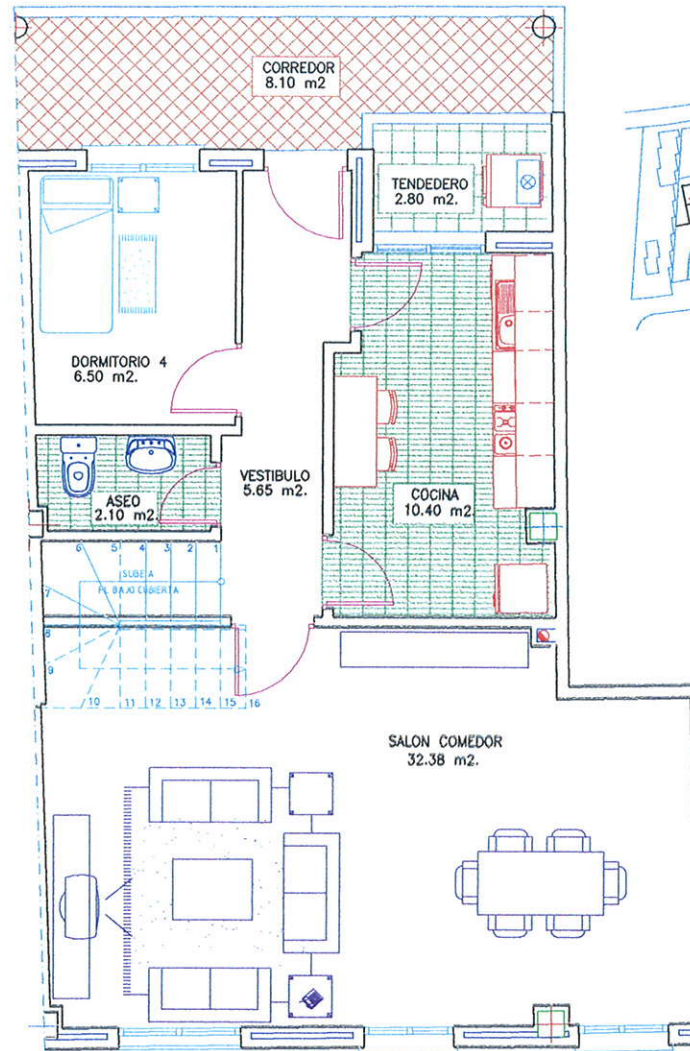 CORREDOR
8.10 m2
TENDEDERO
2.80 m2.
DORMITORIO 4
6.50 m2.
VESTIBULO
5.65 m2.
COCINA
10.40 m2.
ASEO
2.10 m2.
6 5 4 3 2 1
SUBE A
PL BAJO CUBIERTA
7
8
9
10 11 12 13 14 15 16
SALON COMEDOR
32.38 m2.